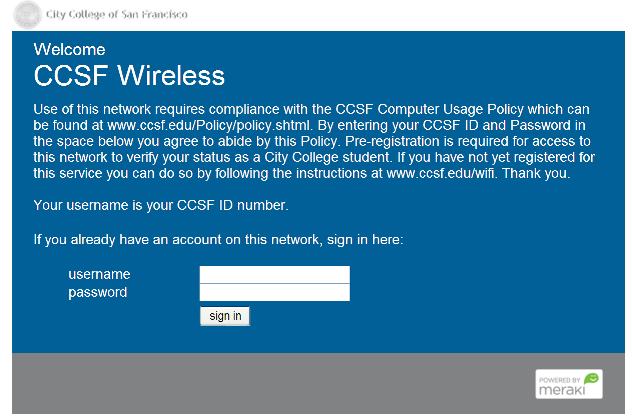 City College of San Francisco
Welcome
CCSF Wireless
Use of this network requires compliance with the CCSF Computer Usage Policy which can
be found at www.ccsf.edu/Policy/policy.shtml. By entering your CCSF ID and Password in
the space below you agree to abide by this Policy. Pre-registration is required for access to
this network to verify your status as a City College student. If you have not yet registered for
this service you can do so by following the instructions at www.ccsf.edu/wifi. Thank you.
Your username is your CCSF ID number.
If you already have an account on this network, sign in here:
username
password
sign in
POWERED BY
meraki